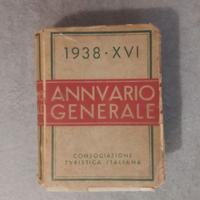 1938 · XVI
ANNVARIO
GENERALE
CONSOCIAZIONE
TVRISTICA ITALIANA